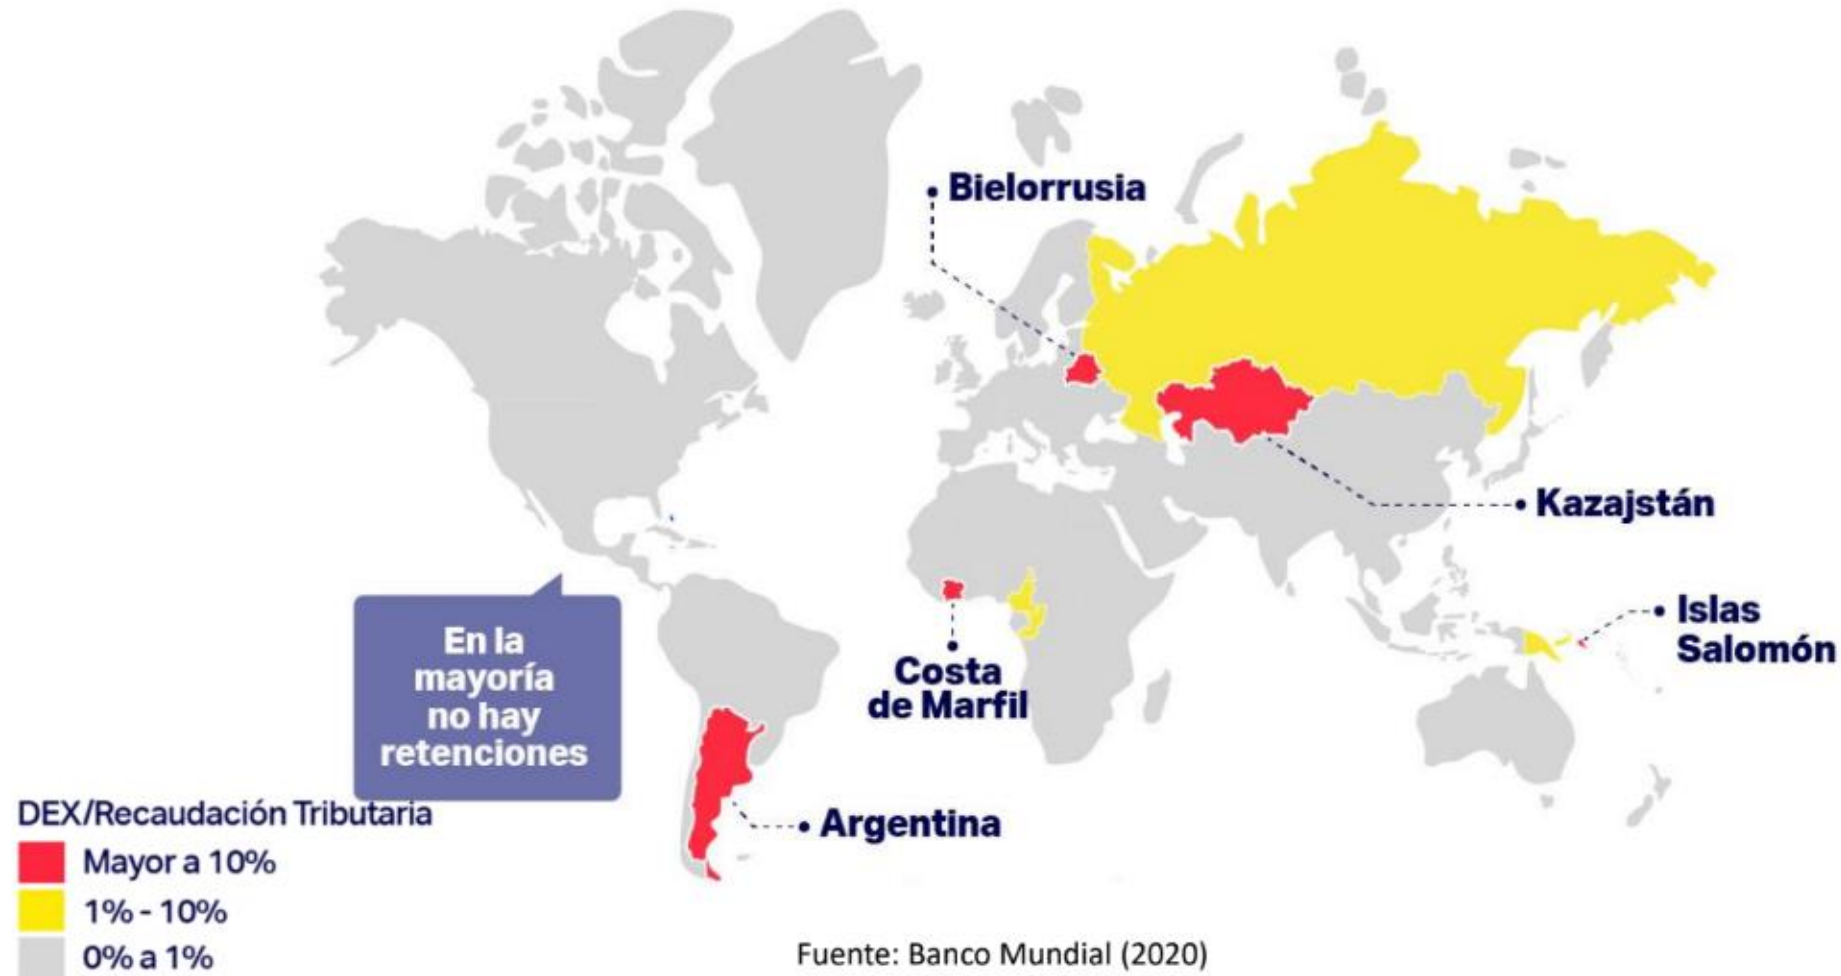 Bielorrusia
Kazajstán
Islas
Salomón
Costa
de Marfil
En la
mayoría
no hay
retenciones
Argentina
DEX/Recaudación Tributaria
Mayor a 10%
1% - 10%
0% a 1%
Fuente: Banco Mundial (2020)